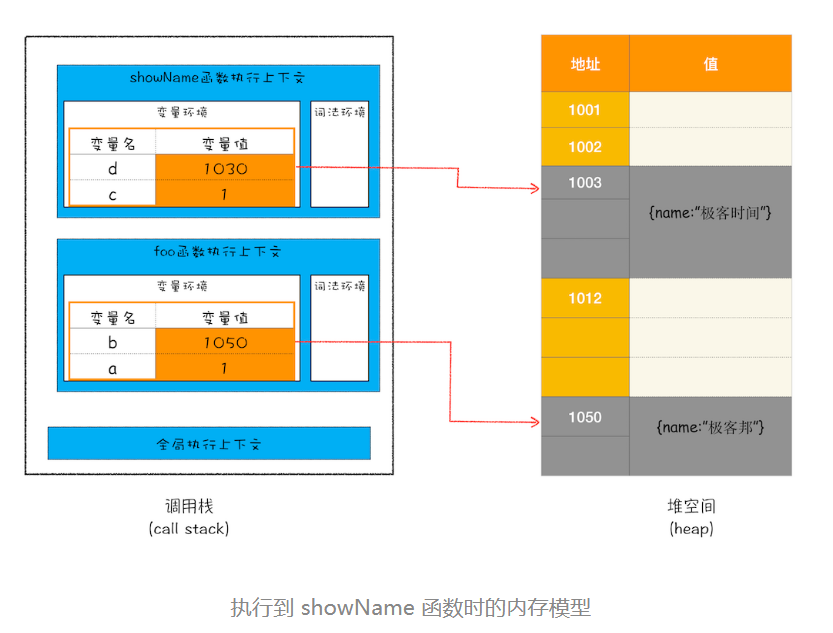 showName函数执行上下文
变量环境
词法环境
变量名 变量值
d 1030
c 1
foo函数执行上下文
变量环境
词法环境
变量名 变量值
b 1050
a 1
全局执行上下文
调用栈
(call stack)
地址 值
1001
1002
1003
{name:"极客时间"}
1012
1050
{name:"极客邦"}
堆空间
(heap)
执行到 showName 函数时的内存模型